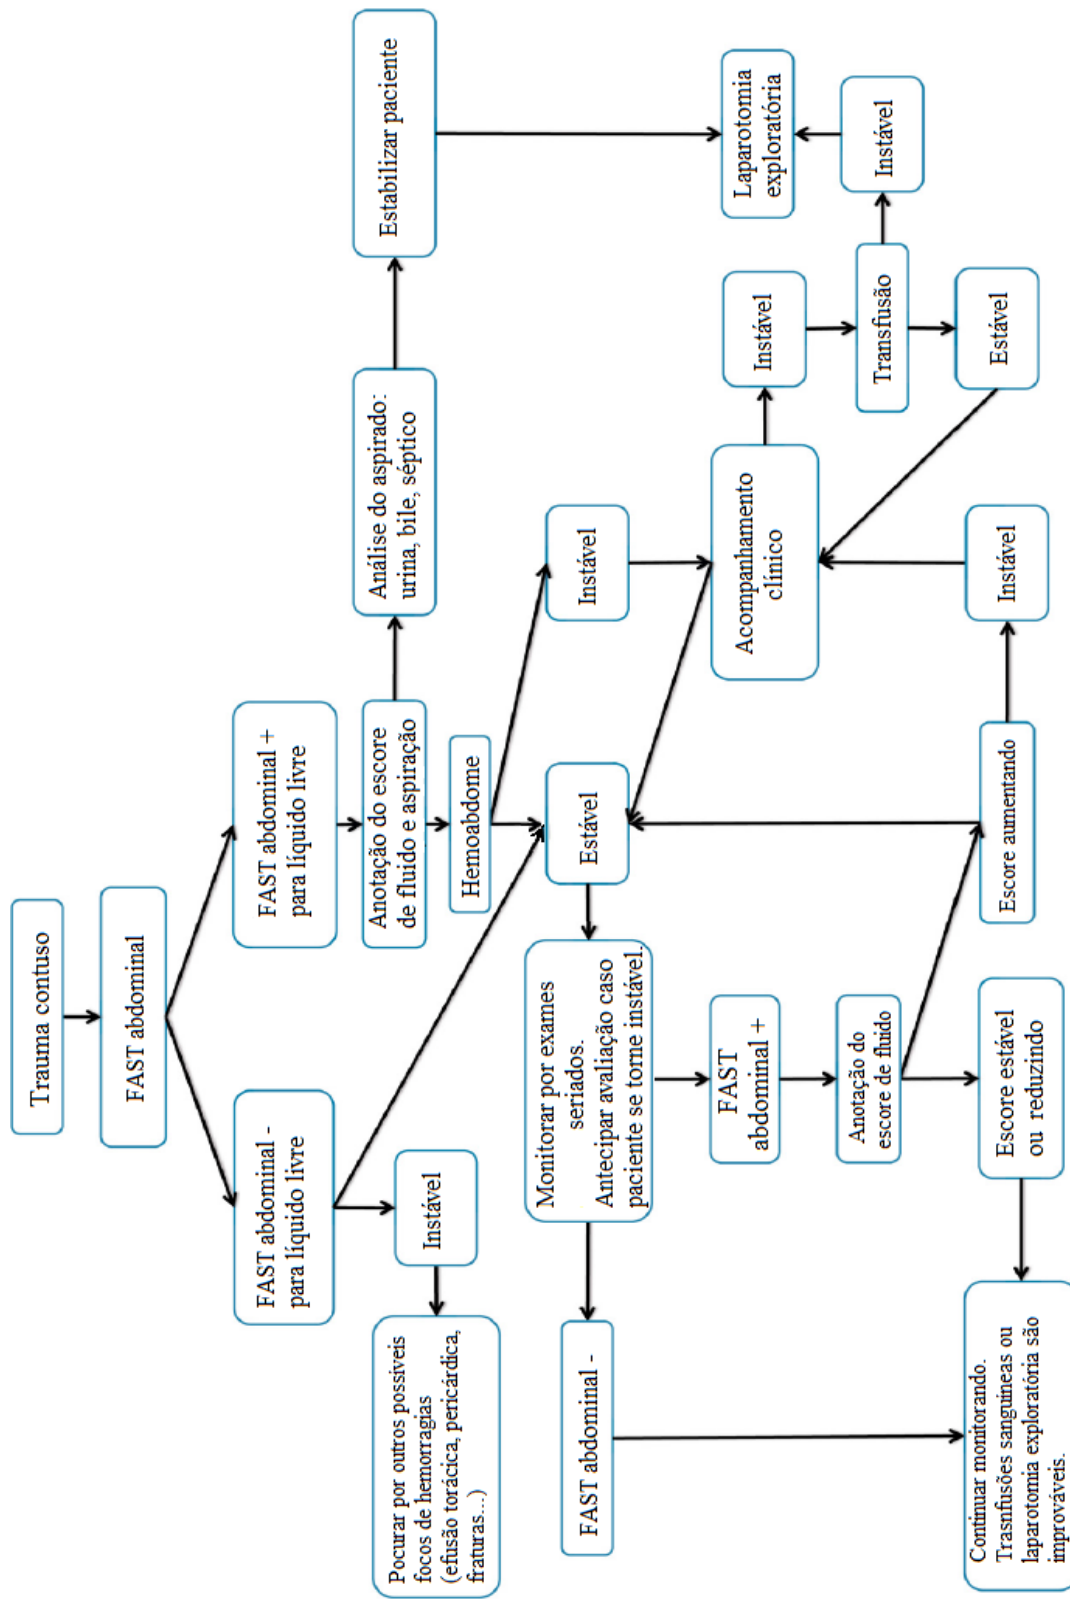 Trauma contuso
FAST abdominal
FAST abdominal -
para líquido livre
FAST abdominal +
para líquido livre
Instável
Pocurar por outros possíveis
focos de hemorragias
(efusão torácica, pericárdica,
fraturas...)
Anotação do escore
de fluido e aspiração
Análise do aspirado:
urina, bile, séptico
Estabilizar paciente
Hemoabdome
Estável
Instável
Monitorar por exames
seriados.
Antecipar avaliação caso
paciente se torne instável.
FAST abdominal -
FAST
abdominal +
Acompanhamento
clínico
Instável
Laparotomia
exploratória
Anotação do
escore de fluido
Transfusão
Instável
Continuar monitorando.
Trasnfusões sanguineas ou
laparotomia exploratória são
improváveis.
Escore estável
ou reduzindo
Escore aumentando
Instável
Estável